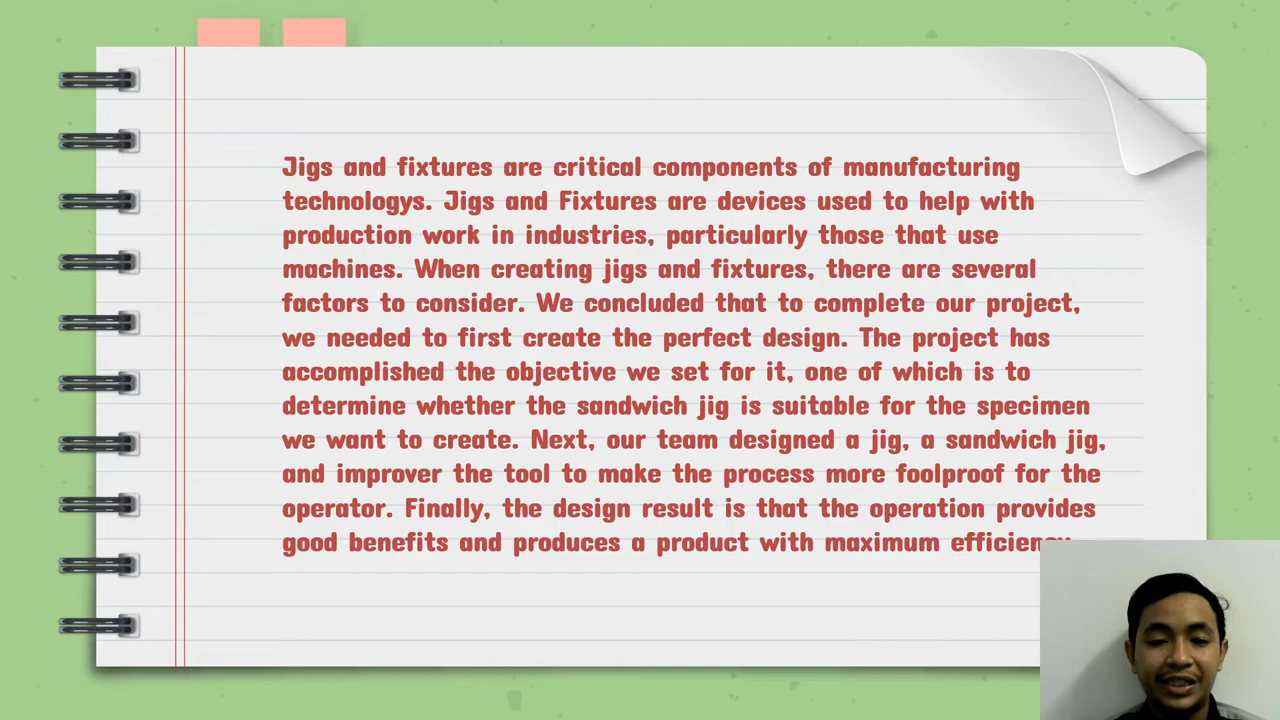 Jigs and fixtures are critical components of manufacturing
technologys. Jigs and Fixtures are devices used to help with
production work in industries, particularly those that use
machines. When creating jigs and fixtures, there are several
factors to consider. We concluded that to complete our project,
we needed to first create the perfect design. The project has
accomplished the objective we set for it, one of which is to
determine whether the sandwich jig is suitable for the specimen
we want to create. Next, our team designed a jig, a sandwich jig,
and improver the tool to make the process more foolproof for the
operator. Finally, the design result is that the operation provides
good benefits and produces a product with maximum